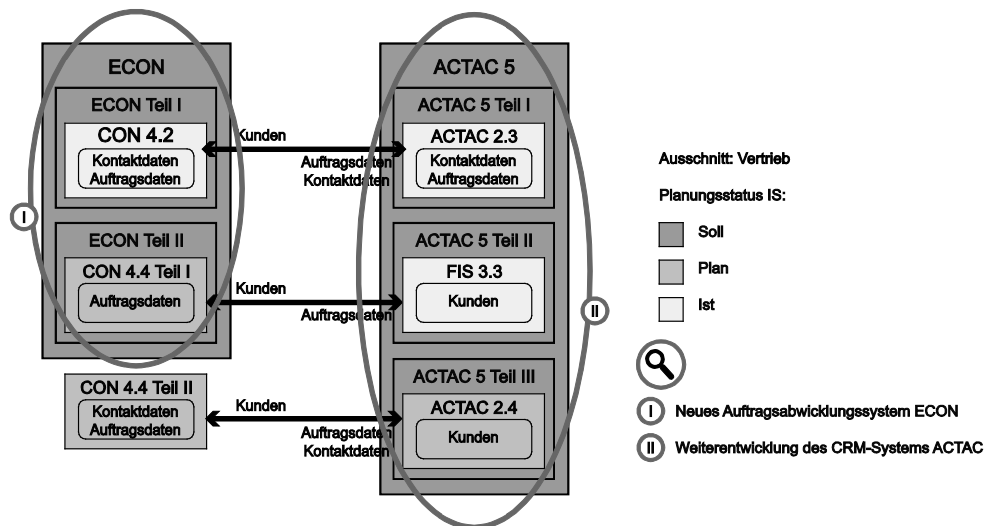 ECON
ECON Teil I
CON 4.2
Kontaktdaten
Auftragsdaten
ECON Teil II
CON 4.4 Teil I
Auftragsdaten
CON 4.4 Teil II
Kontaktdaten
Auftragsdaten
I
Kunden
Auftragsdaten
Kontaktdaten
Kunden
Auftragsdaten
Kunden
Auftragsdaten
Kontaktdaten
ACTAC 5
ACTAC 5 Teil I
ACTAC 2.3
Kontaktdaten
Auftragsdaten
ACTAC 5 Teil II
FIS 3.3
Kunden
ACTAC 5 Teil III
ACTAC 2.4
Kunden
II
Ausschnitt: Vertrieb
Planungsstatus IS:
Soll
Plan
Ist
I Neues Auftragsabwicklungssystem ECON
II Weiterentwicklung des CRM-Systems ACTAC